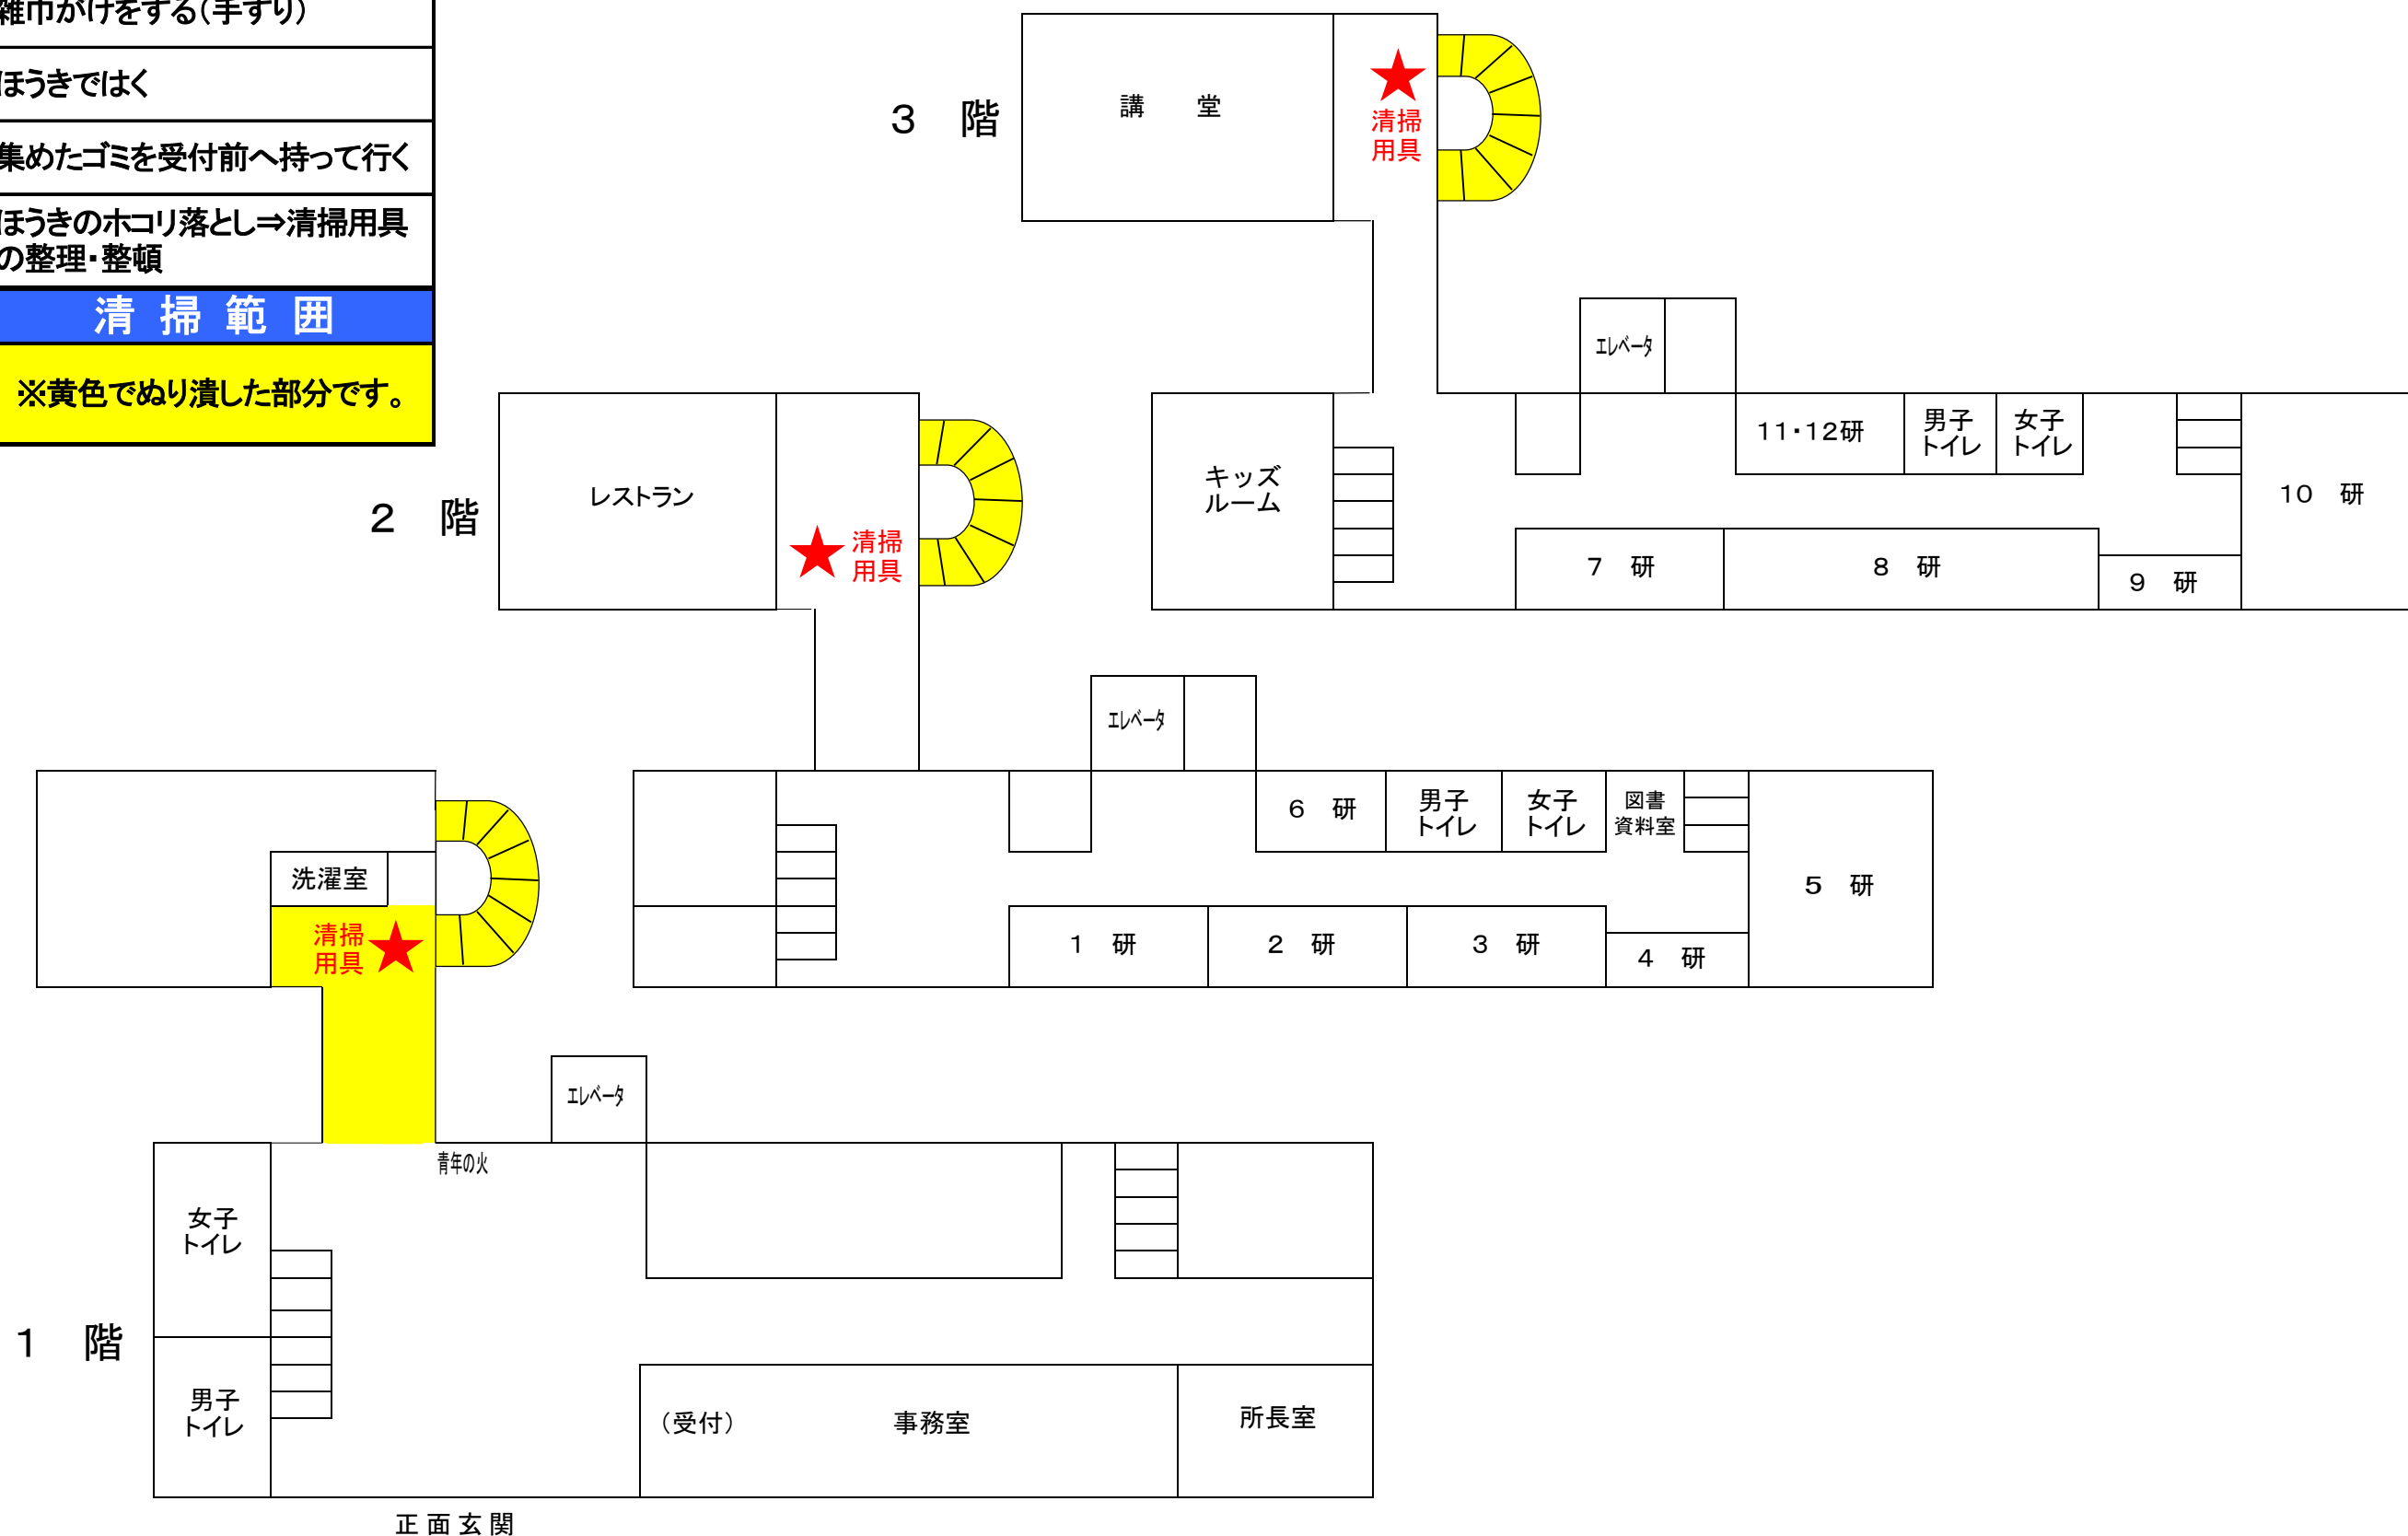 雑巾がけをする（手すり）
ほうきではく
集めたゴミを受付前へ持って行く
ほうきのホコリ落とし⇒清掃用具
の整理・整頓
清 掃 範 囲
※黄色でぬり潰した部分です。
３　階
講　堂
清掃
用具
エレベータ
キッズ
ルーム
11・12研
男子
トイレ
女子
トイレ
10　研
７　研
８　研
９　研
２　階
レストラン
清掃
用具
エレベータ
６　研
男子
トイレ
女子
トイレ
図書
資料室
５　研
１　研
２　研
３　研
４　研
洗濯室
清掃
用具
エレベータ
青年の火
１　階
女子
トイレ
男子
トイレ
（受付）
事務室
所長室
正 面 玄 関